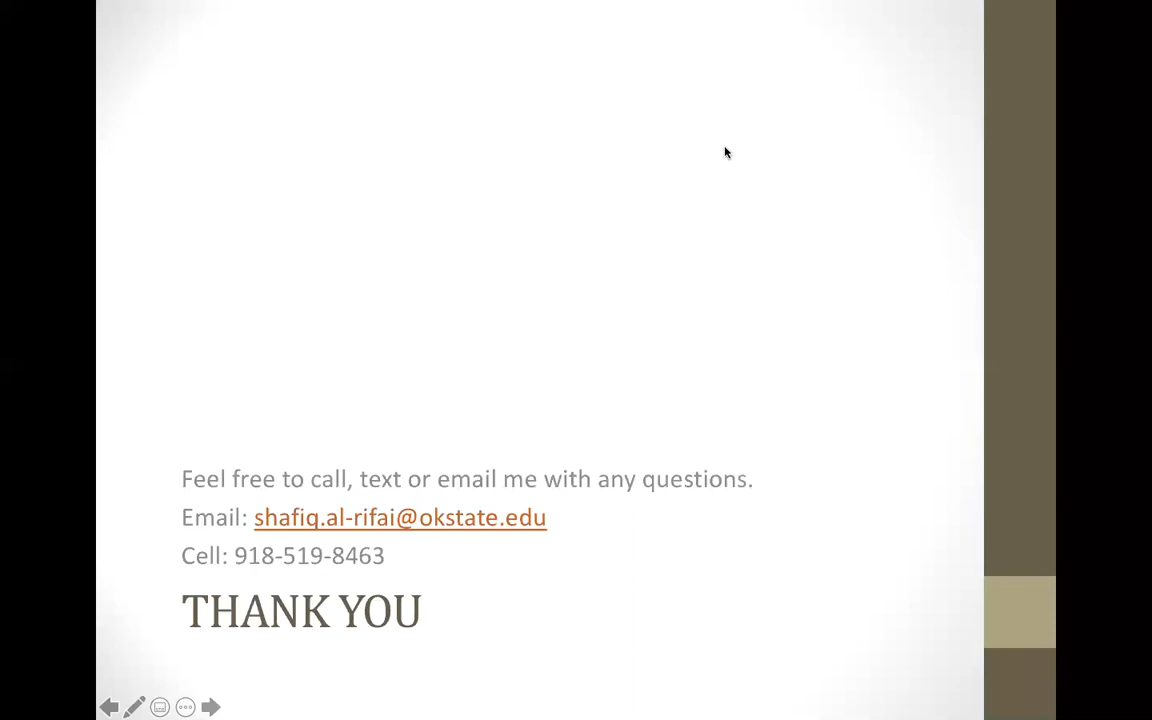 Feel free to call, text or email me with any questions.
Email: shafiq.al-rifai@okstate.edu
Cell: 918-519-8463
THANK YOU